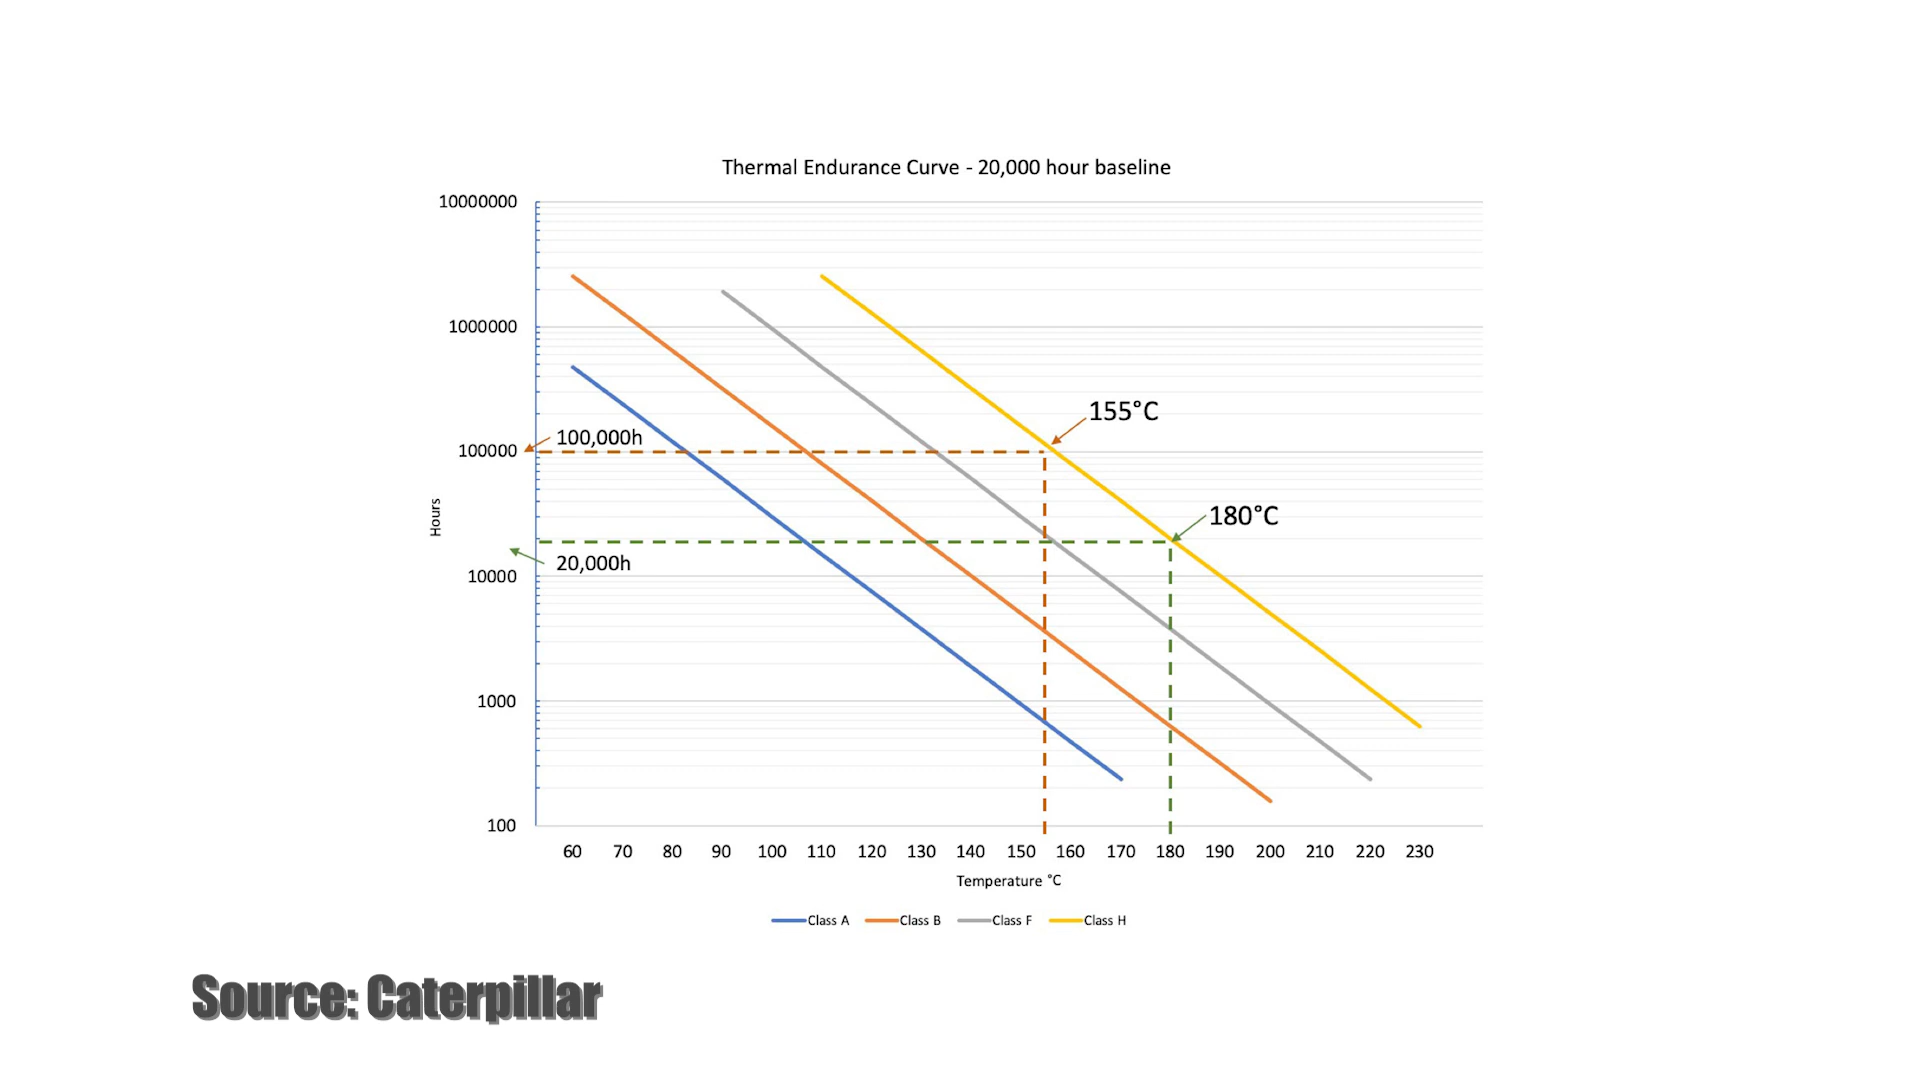 Thermal Endurance Curve - 20,000 hour baseline
10000000
1000000
155°C
100,000h
100000
Hours
180°C
20,000h
10000
1000
100
60 70 80 90 100 110 120 130 140 150 160 170 180 190 200 210 220 230
Temperature °C
Class A Class B Class F Class H
Source: Caterpillar